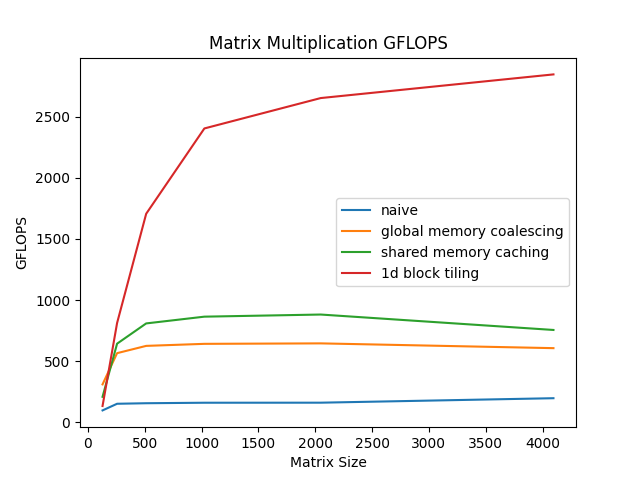 Matrix Multiplication GFLOPS
GFLOPS
2500
2000
1500
1000
500
0
naive
global memory coalescing
shared memory caching
1d block tiling
0 500 1000 1500 2000 2500 3000 3500 4000
Matrix Size